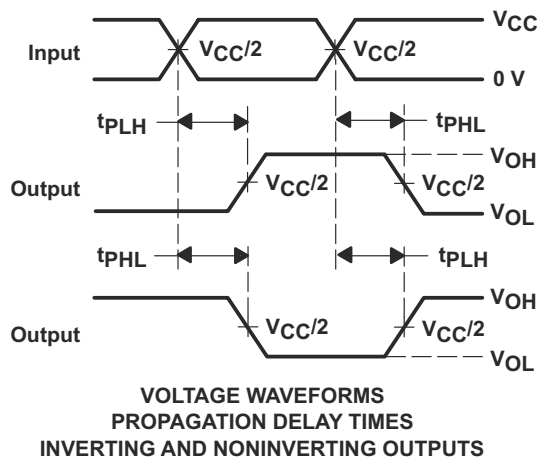 VCC
Input
VCC/2
VCC/2
0 V
tPLH
tPHL
VOH
Output
VCC/2
VCC/2
VOL
tPHL
tPLH
VOH
Output
VCC/2
VCC/2
VOL
VOLTAGE WAVEFORMS
PROPAGATION DELAY TIMES
INVERTING AND NONINVERTING OUTPUTS